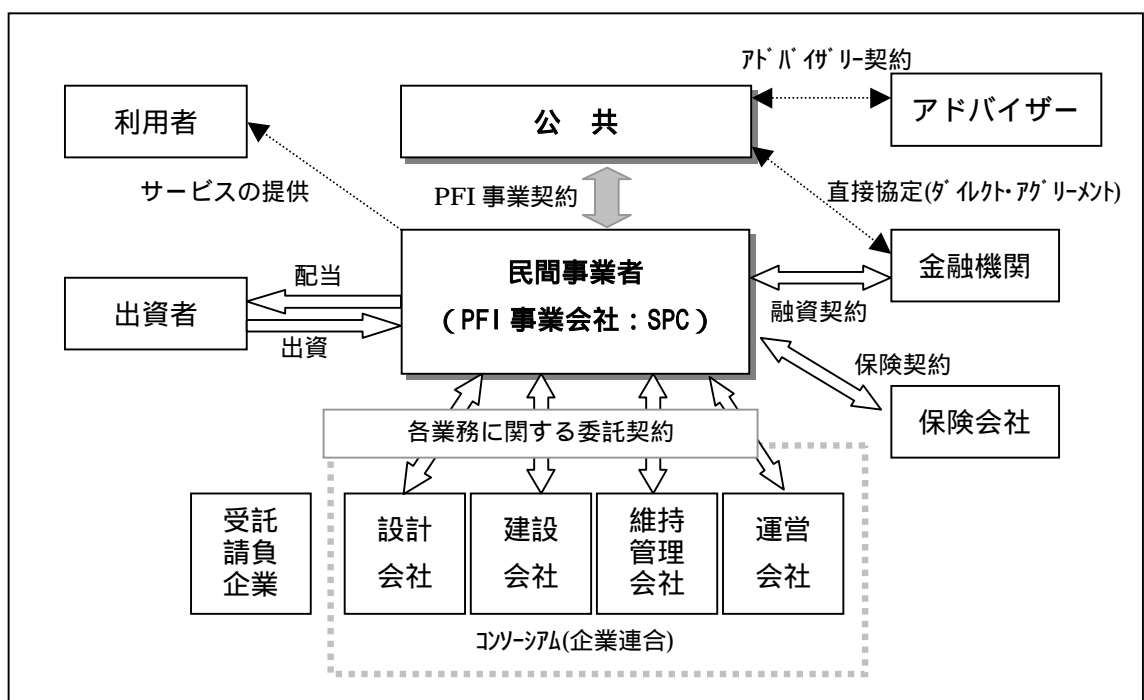 ｱﾄﾞﾊﾞｲｻﾞﾘｰ契約
利用者
公 共
アドバイザー
サービスの提供
PFI 事業契約
直接協定(ﾀﾞｲﾚｸﾄ･ｱｸﾞﾘｰﾒﾝﾄ)
民間事業者
（PFI 事業会社：SPC）
金融機関
配当
出資者
出資
融資契約
保険契約
保険会社
各業務に関する委託契約
受託
請負
企業
設計
会社
建設
会社
維持
管理
会社
運営
会社
ｺﾝｿｰｼｱﾑ(企業連合)